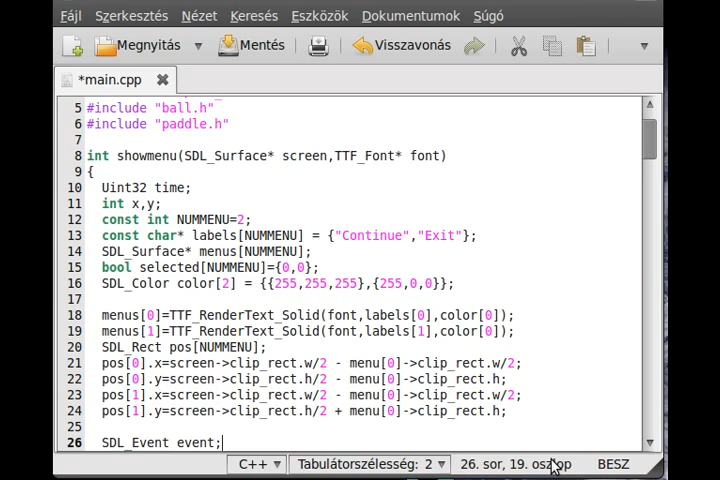 Fájl Szerkesztés Nézet Keresés Eszközök Dokumentumok Súgó
Megnyitás Mentés Visszavonás
*main.cpp
5 #include "ball.h"
6 #include "paddle.h"
7
8 int showmenu(SDL_Surface* screen,TTF_Font* font)
9 {
10 Uint32 time;
11 int x,y;
12 const int NUMMENU=2;
13 const char* labels[NUMMENU] = {"Continue","Exit"};
14 SDL_Surface* menus[NUMMENU];
15 bool selected[NUMMENU]={0,0};
16 SDL_Color color[2] = {{255,255,255},{255,0,0}};
17
18 menus[0]=TTF_RenderText_Solid(font,labels[0],color[0]);
19 menus[1]=TTF_RenderText_Solid(font,labels[1],color[0]);
20 SDL_Rect pos[NUMMENU];
21 pos[0].x=screen->clip_rect.w/2 - menu[0]->clip_rect.w/2;
22 pos[0].y=screen->clip_rect.h/2 - menu[0]->clip_rect.h;
23 pos[1].x=screen->clip_rect.w/2 - menu[0]->clip_rect.w/2;
24 pos[1].y=screen->clip_rect.h/2 + menu[0]->clip_rect.h;
25
26 SDL_Event event;
C++ Tabulátorszélesség: 2 26. sor, 19. oszlop BESZ